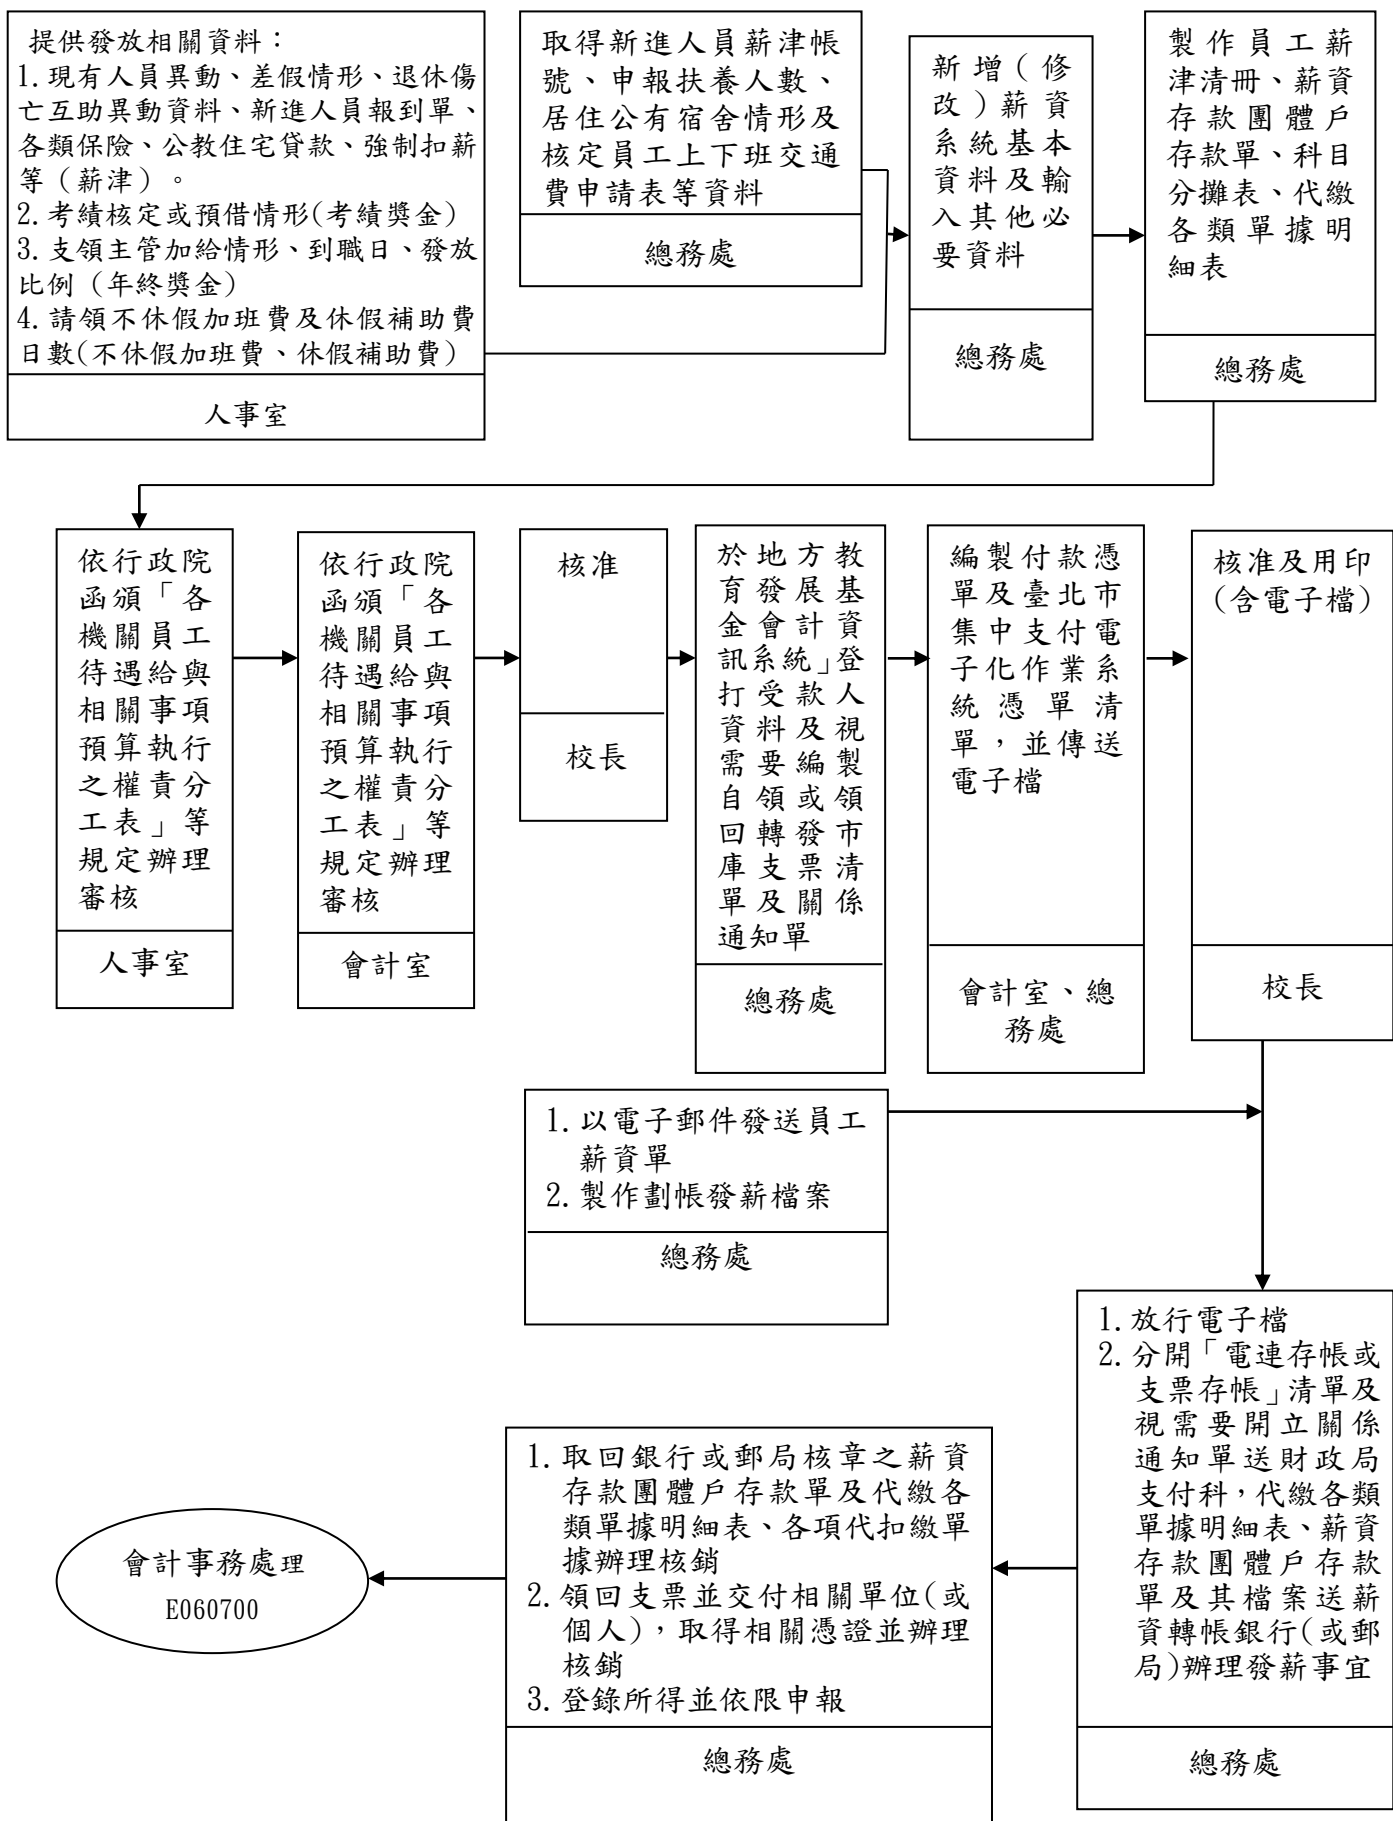 提供發放相關資料：
1.現有人員異動、差假情形、退休傷
亡互助異動資料、新進人員報到單、
各類保險、公教住宅貸款、強制扣薪
等（薪津）。
2.考績核定或預借情形(考績獎金)
3.支領主管加給情形、到職日、發放
比例（年終獎金）
4.請領不休假加班費及休假補助費
日數(不休假加班費、休假補助費)
人事室
取得新進人員薪津帳
號、申報扶養人數、
居住公有宿舍情形及
核定員工上下班交通
費申請表等資料
總務處
新增（修
改）薪資
系統基本
資料及輸
入其他必
要資料
總務處
製作員工薪
津清冊、薪資
存款團體戶
存款單、科目
分攤表、代繳
各類單據明
細表
總務處
依行政院
函頒「各
機關員工
待遇給與
相關事項
預算執行
之權責分
工表」等
規定辦理
審核
人事室
依行政院
函頒「各
機關員工
待遇給與
相關事項
預算執行
之權責分
工表」等
規定辦理
審核
會計室
核准
校長
於地方教
育發展基
金會計資
訊系統」登
打受款人
資料及視
需要編製
自領或領
回轉發市
庫支票清
單及關係
通知單
總務處
編製付款憑
單及臺北市
集中支付電
子化作業系
統憑單清
單，並傳送
電子檔
會計室、總
務處
核准及用印
(含電子檔)
校長
1.以電子郵件發送員工
薪資單
2.製作劃帳發薪檔案
總務處
1.放行電子檔
2.分開「電連存帳或
支票存帳」清單及
視需要開立關係
通知單送財政局
支付科，代繳各類
單據明細表、薪資
存款團體戶存款
單及其檔案送薪
資轉帳銀行(或郵
局)辦理發薪事宜
總務處
1.取回銀行或郵局核章之薪資
存款團體戶存款單及代繳各
類單據明細表、各項代扣繳單
據辦理核銷
2.領回支票並交付相關單位(或
個人)，取得相關憑證並辦理
核銷
3.登錄所得並依限申報
總務處
會計事務處理
E060700